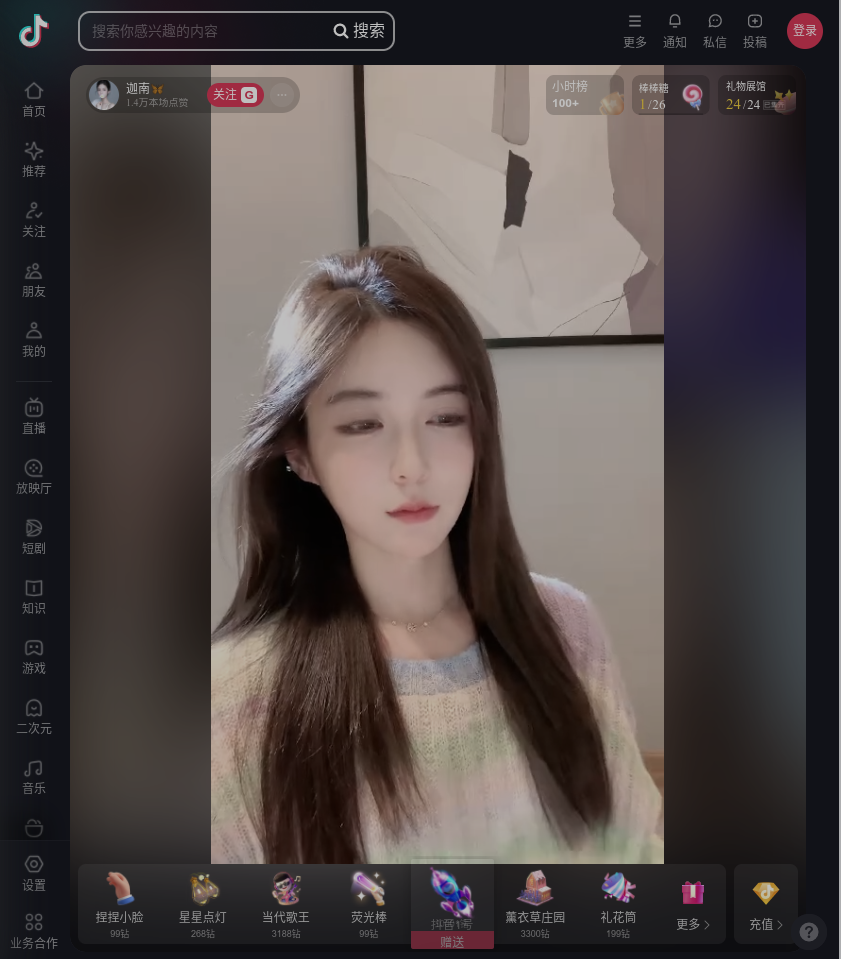 搜索你感兴趣的内容
搜索
更多
通知
私信
投稿
登录
首页
推荐
关注
朋友
我的
直播
放映厅
短剧
知识
游戏
二次元
音乐
设置
业务合作
迦南
1.4万本场点赞
关注 G
小时榜
100+
棒棒糖
1/26
礼物展馆
24/24
捏捏小脸
99钻
星星点灯
268钻
当代歌王
3188钻
荧光棒
99钻
抖音1号
赠送
薰衣草庄园
3300钻
礼花筒
199钻
更多
充值